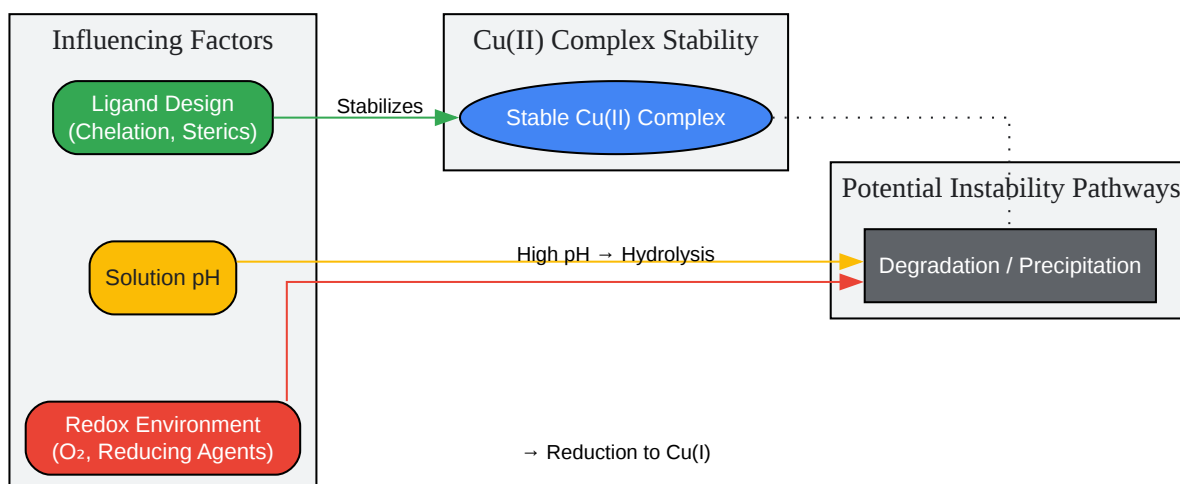 Influencing Factors
Cu(II) Complex Stability
Ligand Design
(Chelation, Sterics)
Stabilizes
Stable Cu(II) Complex
Potential Instability Pathways
Solution pH
High pH → Hydrolysis
Degradation / Precipitation
Redox Environment
(O₂, Reducing Agents)
→ Reduction to Cu(I)